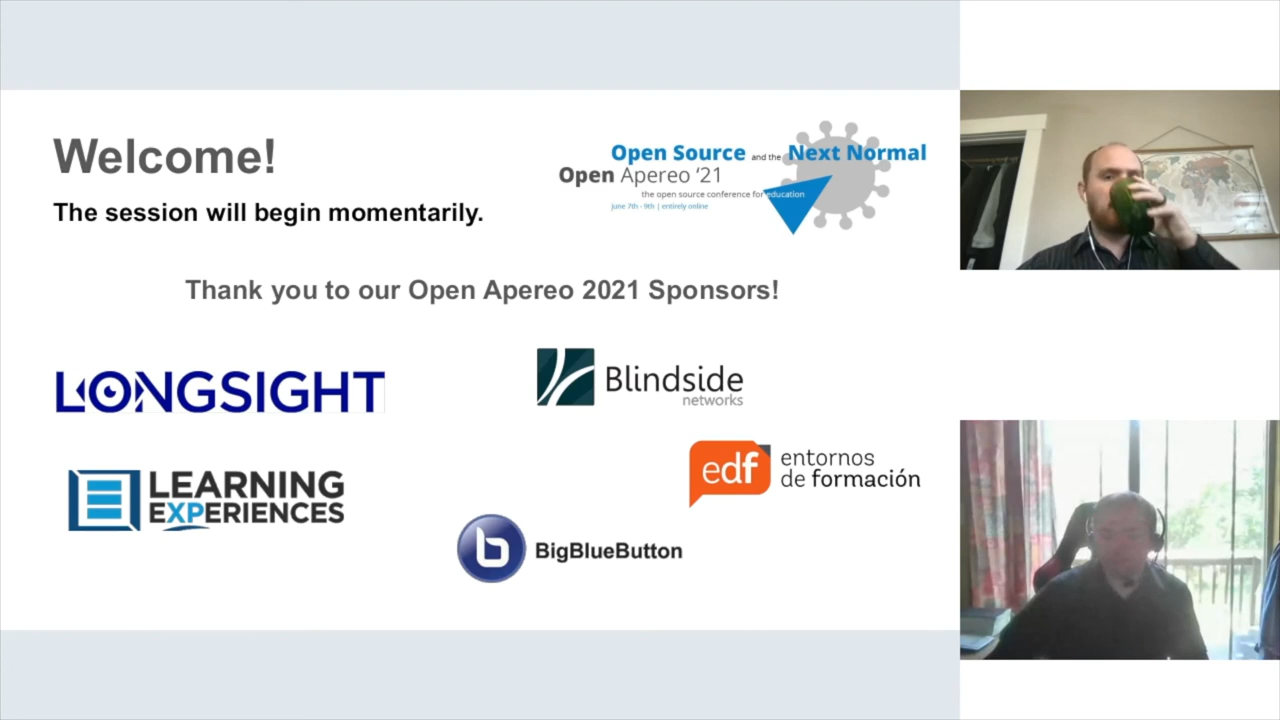 Welcome!
The session will begin momentarily.
Open Source and the Next Normal
Open Apereo ‘21
the open source conference for education
june 7th - 9th | entirely online
Thank you to our Open Apereo 2021 Sponsors!
LONGSIGHT
Blindside
networks
edf entornos
de formación
LEARNING
EXPERIENCES
b BigBlueButton